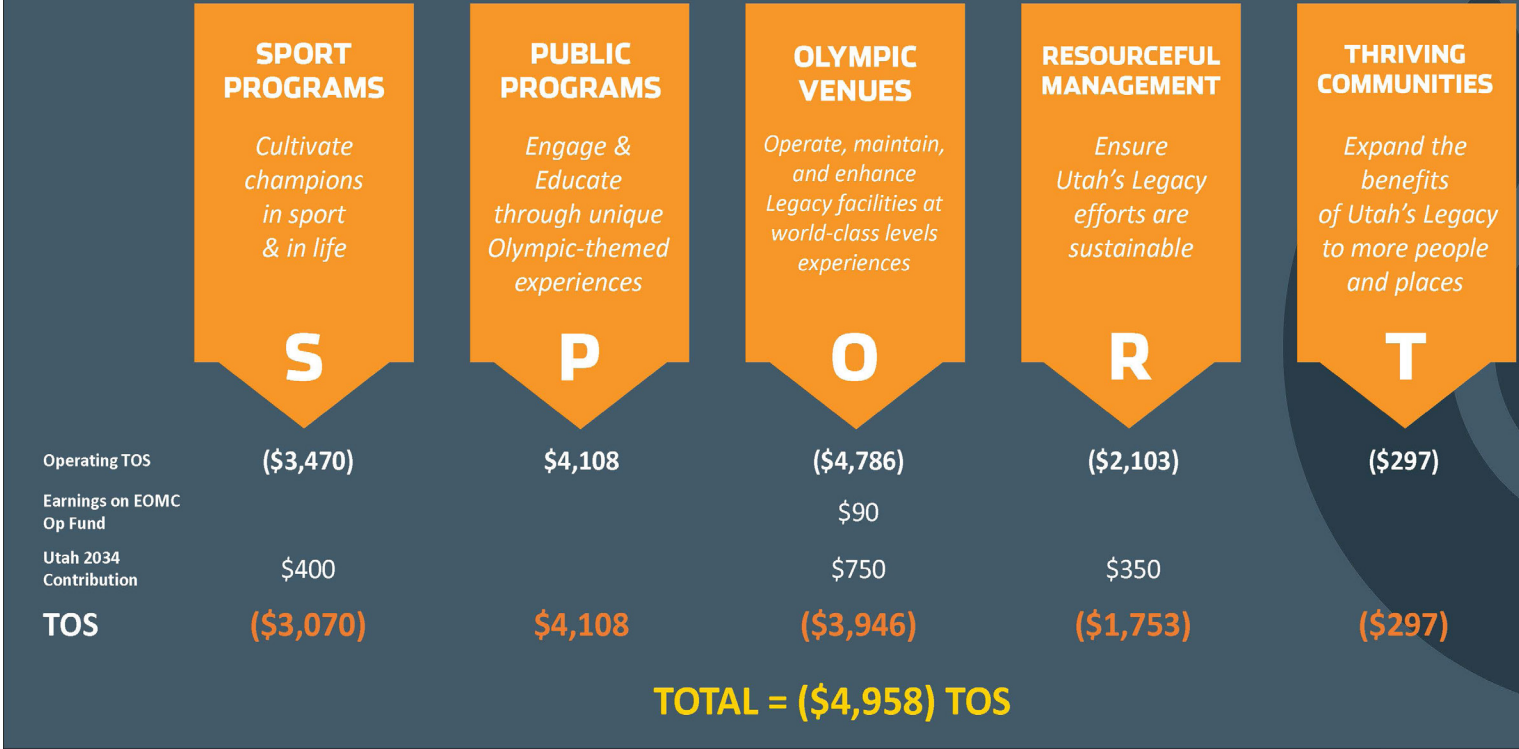 SPORT
PROGRAMS
Cultivate
champions
in sport
& in life
S
PUBLIC
PROGRAMS
Engage &
Educate
through unique
Olympic-themed
experiences
P
OLYMPIC
VENUES
Operate, maintain,
and enhance
Legacy facilities at
world-class levels
experiences
O
RESOURCEFUL
MANAGEMENT
Ensure
Utah's Legacy
efforts are
sustainable
R
THRIVING
COMMUNITIES
Expand the
benefits
of Utah's Legacy
to more people
and places
T
Operating TOS ($3,470) $4,108 ($4,786) ($2,103) ($297)
Earnings on EOMC
Op Fund $90
Utah 2034
Contribution $400 $750 $350
TOS ($3,070) $4,108 ($3,946) ($1,753) ($297)
TOTAL = ($4,958) TOS